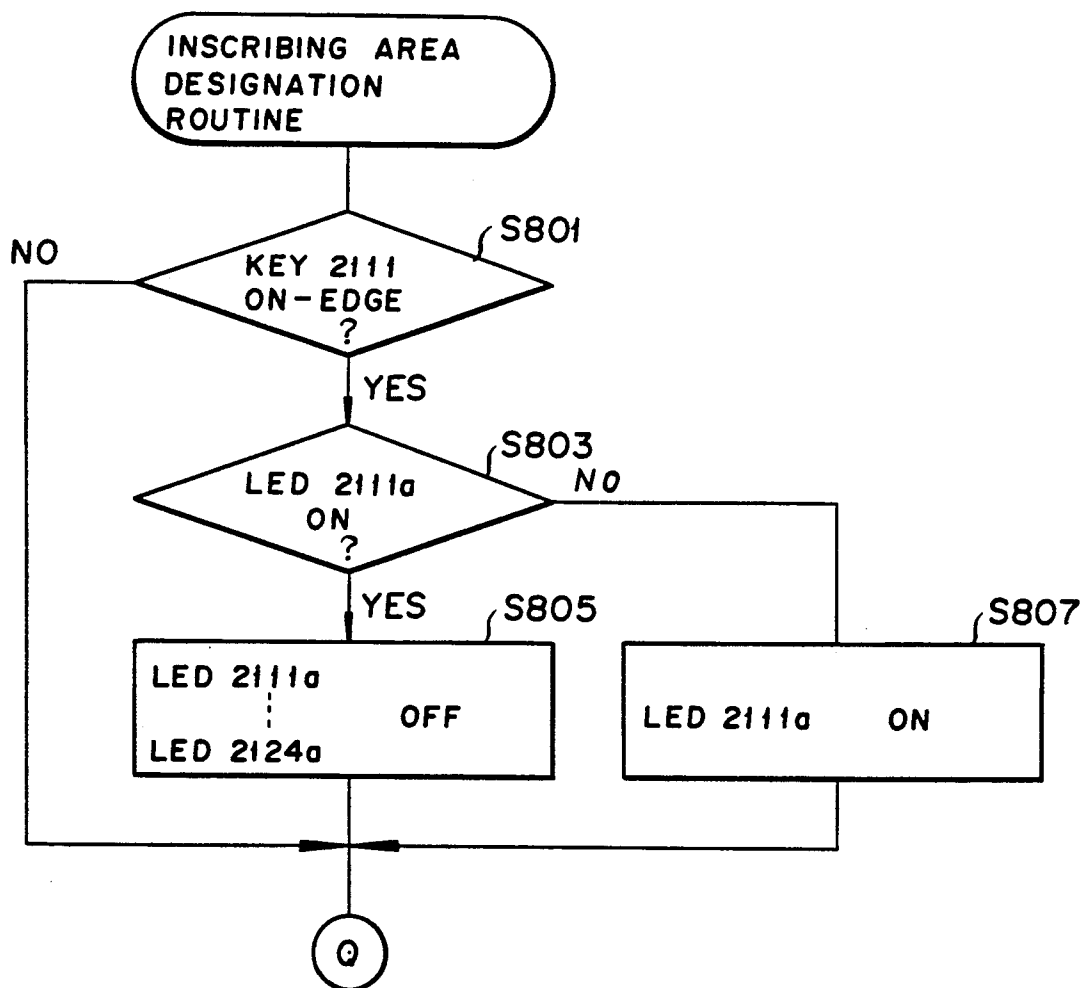 INSCRIBING AREA
DESIGNATION
ROUTINE
S801
NO
KEY 2111
ON-EDGE
?
YES
S803
LED 2111a
ON
?
NO
YES
S805
S807
LED 2111a
OFF
LED 2124a
LED 2111a ON
Q